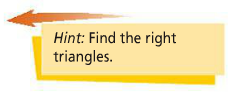 Hint: Find the right
triangles.